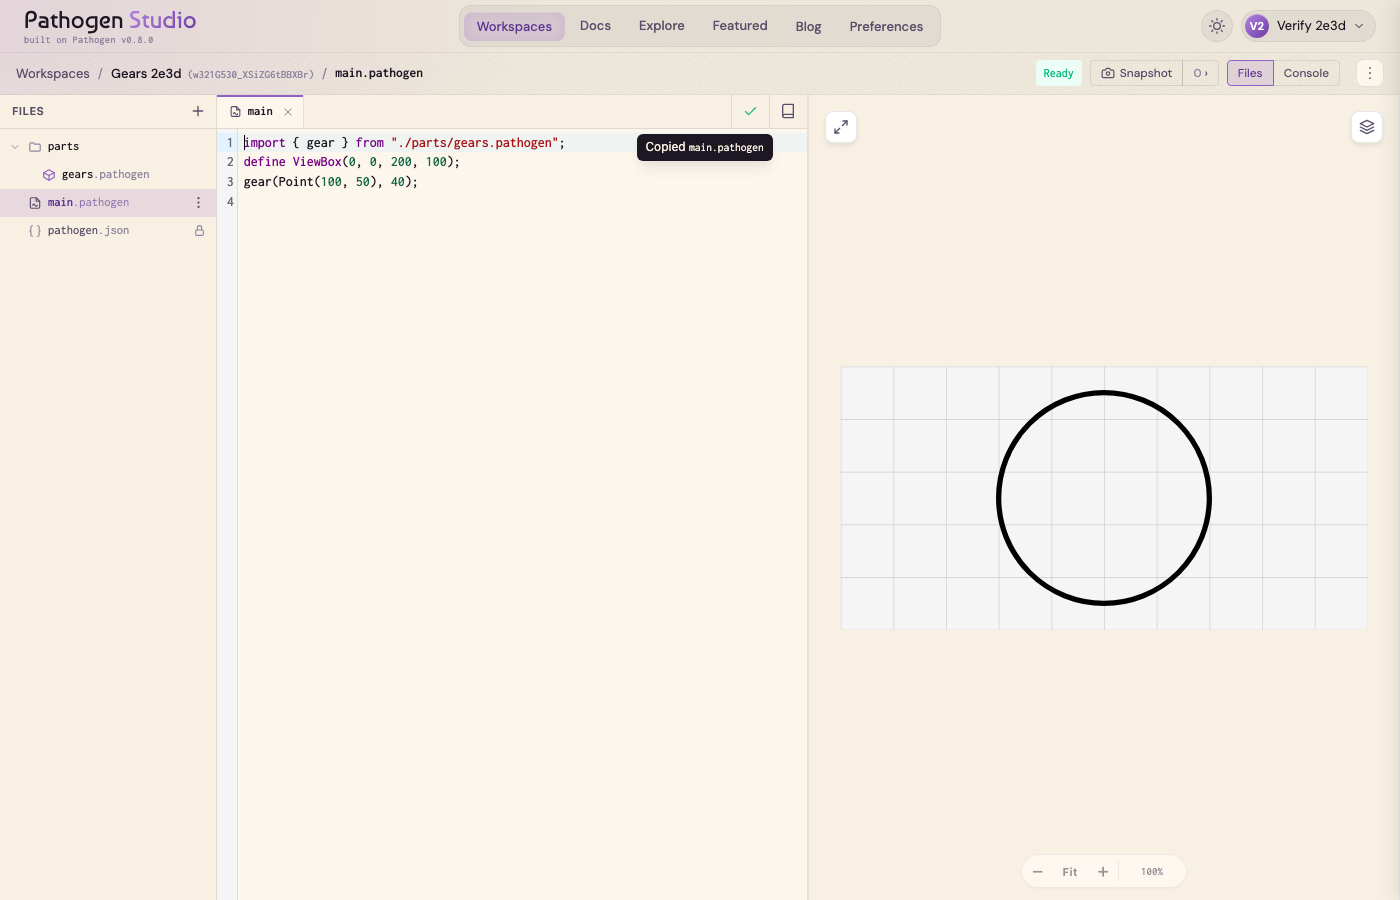 Pathogen Studio
built on Pathogen v0.8.0
Workspaces
Docs
Explore
Featured
Blog
Preferences
V2
Verify 2e3d
Workspaces / Gears 2e3d (w321G530_XSiZG6tBBXBr) / main.pathogen
Ready
Snapshot
0 ›
Files
Console
FILES
parts
gears.pathogen
main.pathogen
{} pathogen.json
main
1 import { gear } from "./parts/gears.pathogen";
2 define ViewBox(0, 0, 200, 100);
3 gear(Point(100, 50), 40);
4
Copied main.pathogen
Fit
100%